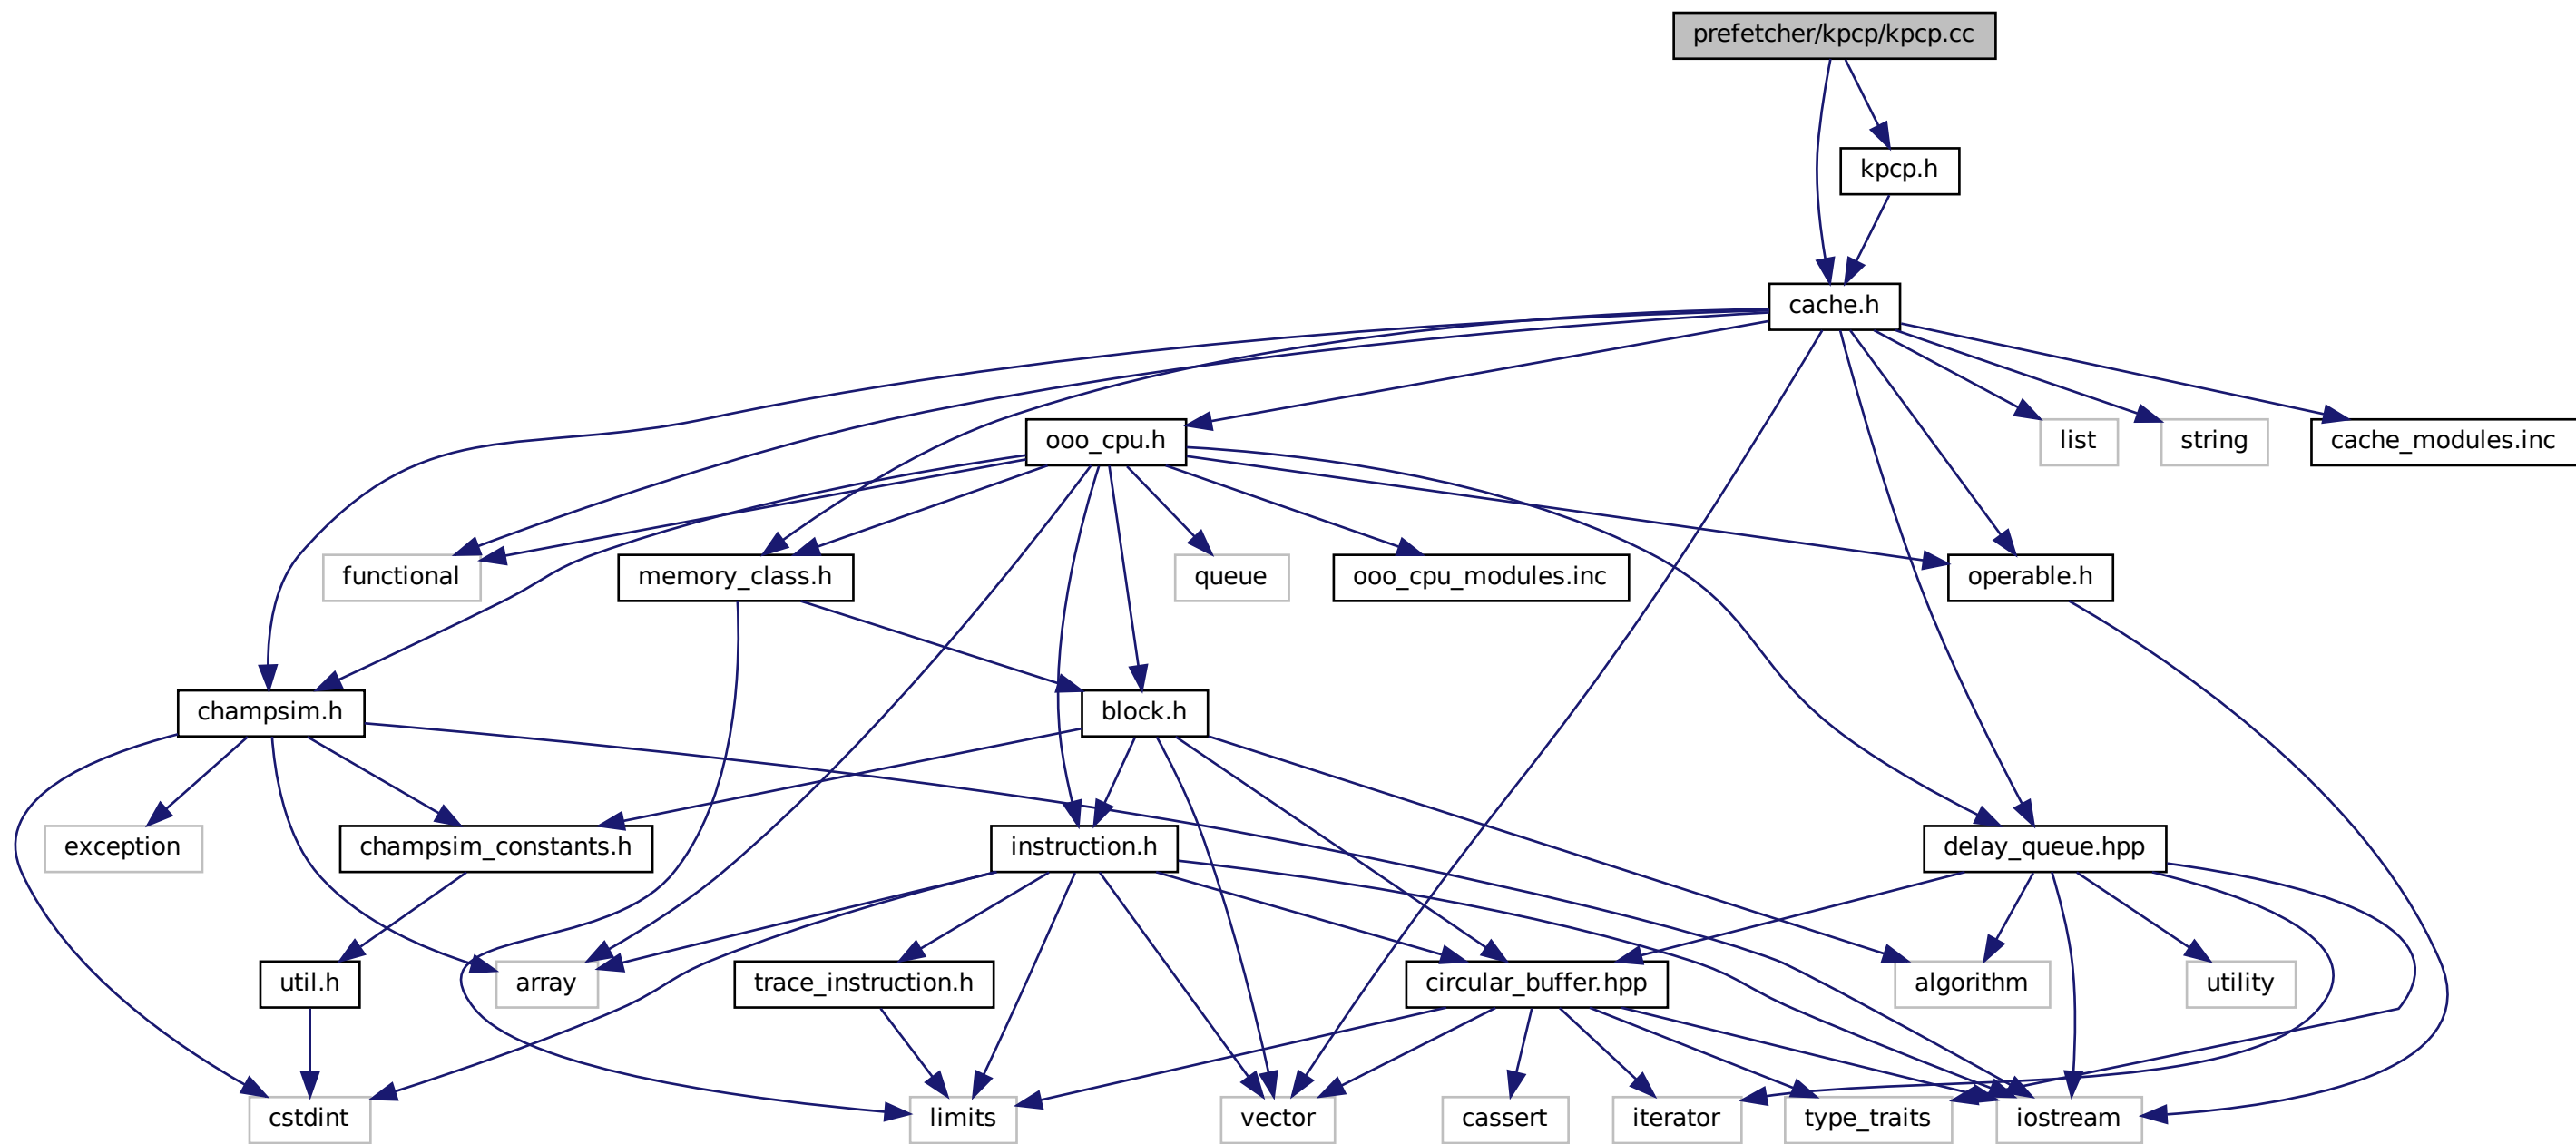 prefetcher/kpcp/kpcp.cc
kpcp.h
cache.h
ooo_cpu.h
list
string
cache_modules.inc
functional
memory_class.h
queue
ooo_cpu_modules.inc
operable.h
champsim.h
block.h
exception
champsim_constants.h
instruction.h
delay_queue.hpp
util.h
array
trace_instruction.h
circular_buffer.hpp
algorithm
utility
cstdint
limits
vector
cassert
iterator
type_traits
iostream